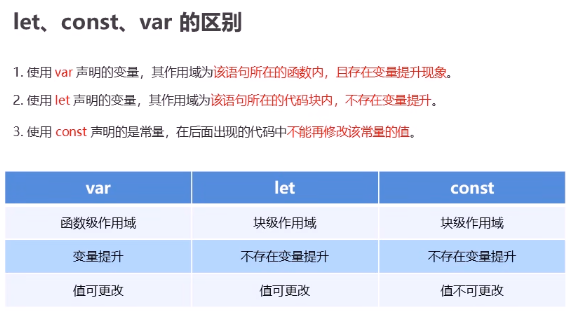 let、const、var 的区别
1. 使用 var 声明的变量，其作用域为该语句所在的函数内，且存在变量提升现象。
2. 使用 let 声明的变量，其作用域为该语句所在的代码块内，不存在变量提升。
3. 使用 const 声明的是常量，在后面出现的代码中不能再修改该常量的值。
var let const
函数级作用域 块级作用域 块级作用域
变量提升 不存在变量提升 不存在变量提升
值可更改 值可更改 值不可更改